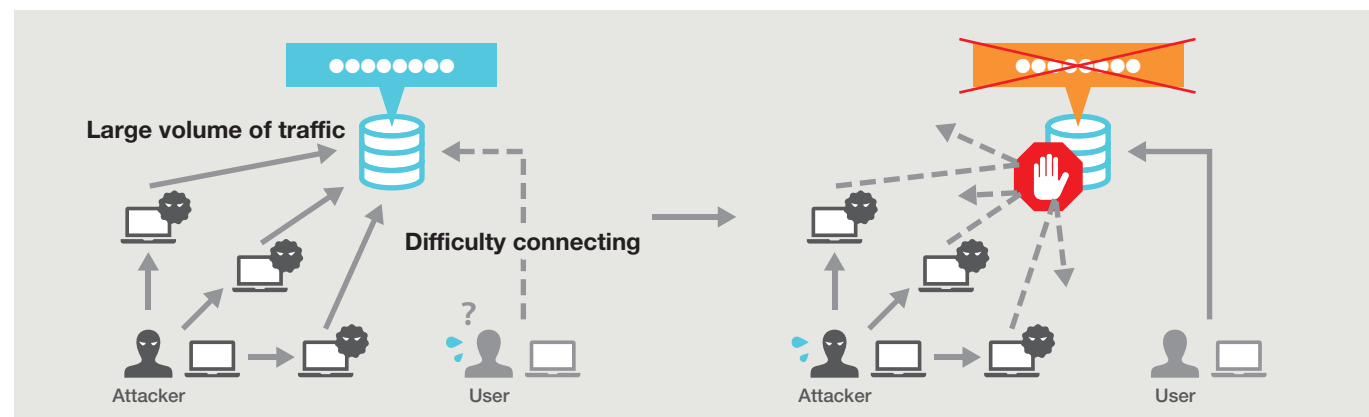 Large volume of traffic
Difficulty connecting
?
Attacker
User
Attacker
User